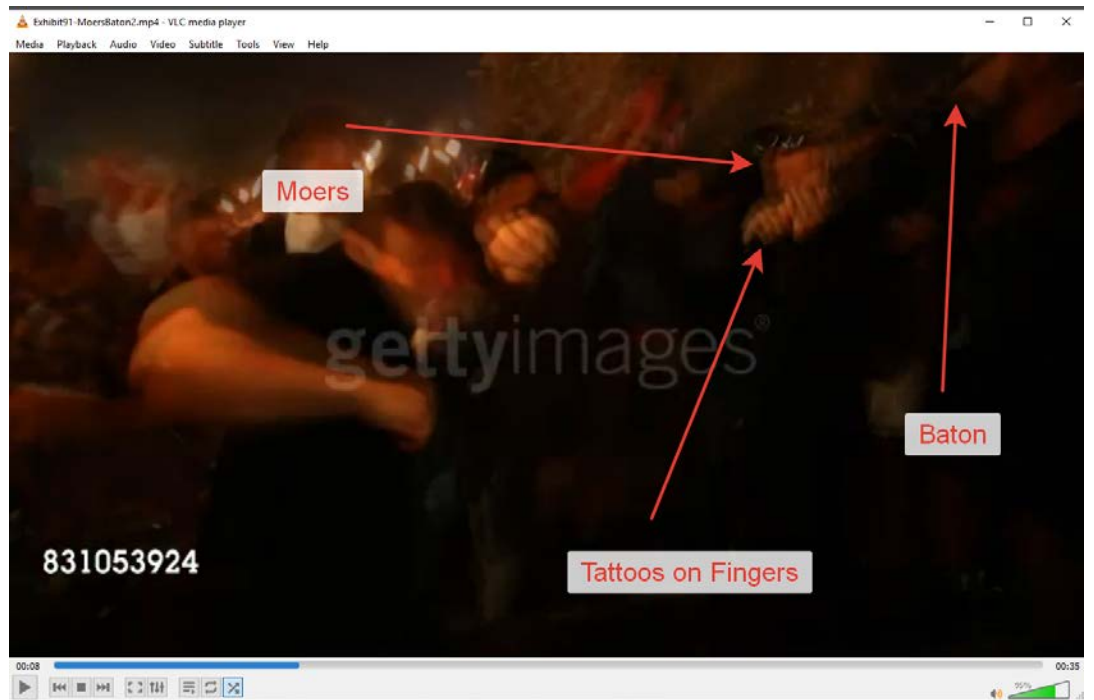 Exhibit91-MoersBaton2.mp4 - VLC media player
Media Playback Audio Video Subtitle Tools View Help
Moers
gettyimages®
Baton
831053924
Tattoos on Fingers
00:08
00:35
95%